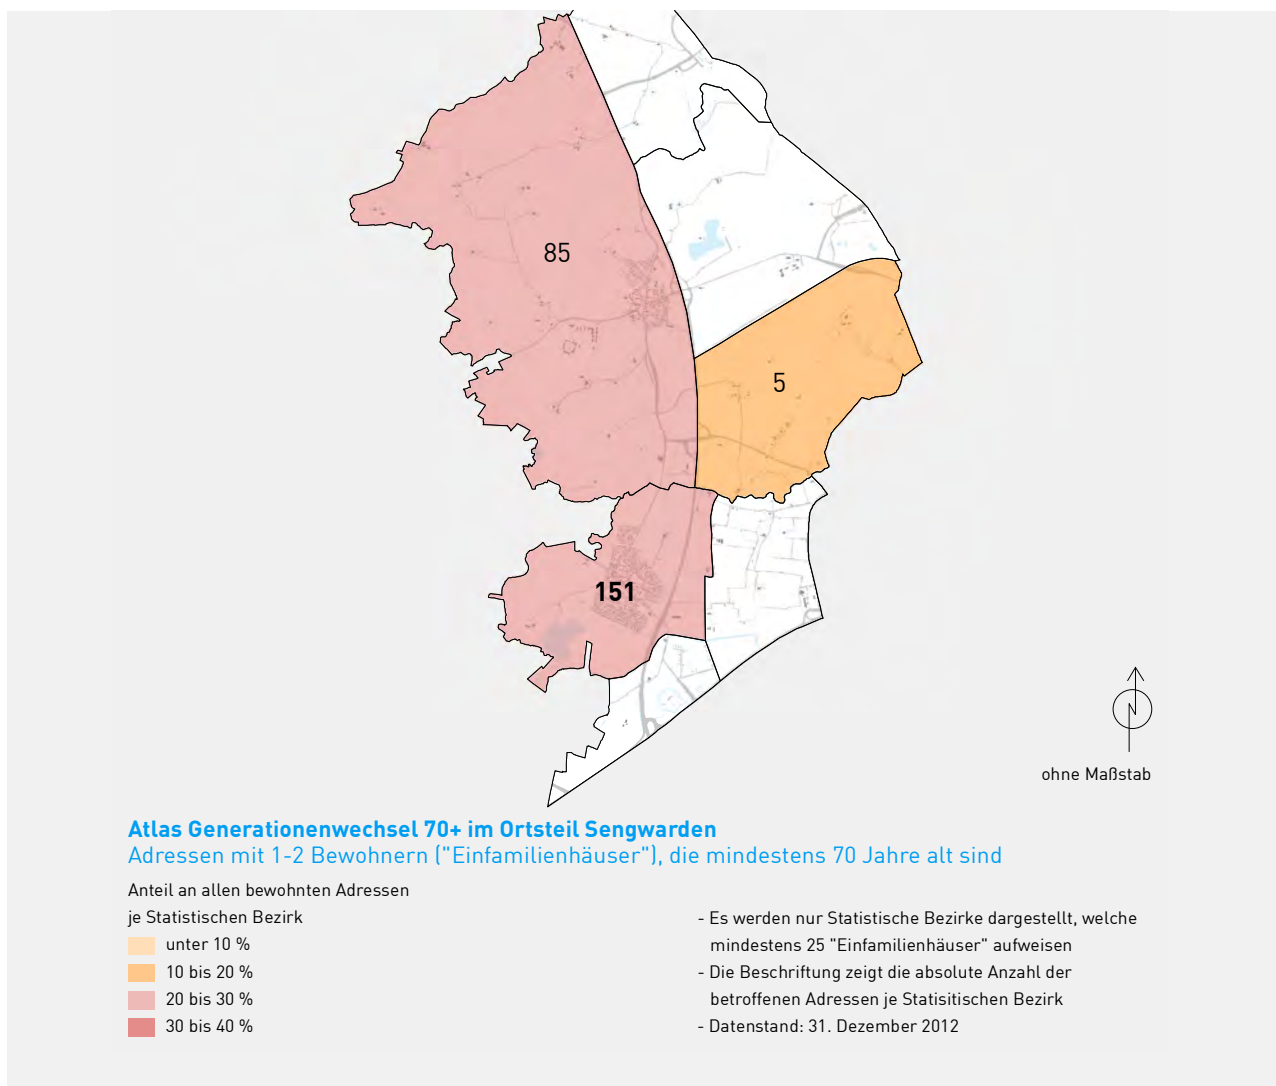 85
5
151
ohne Maßstab
Atlas Generationenwechsel 70+ im Ortsteil Sengwarden
Adressen mit 1-2 Bewohnern ("Einfamilienhäuser"), die mindestens 70 Jahre alt sind
Anteil an allen bewohnten Adressen
je Statistischen Bezirk
unter 10 %
10 bis 20 %
20 bis 30 %
30 bis 40 %
- Es werden nur Statistische Bezirke dargestellt, welche
mindestens 25 "Einfamilienhäuser" aufweisen
- Die Beschriftung zeigt die absolute Anzahl der
betroffenen Adressen je Statisitischen Bezirk
- Datenstand: 31. Dezember 2012